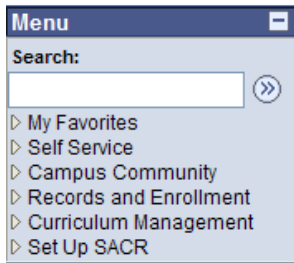 Menu
Search:
My Favorites
Self Service
Campus Community
Records and Enrollment
Curriculum Management
Set Up SACR